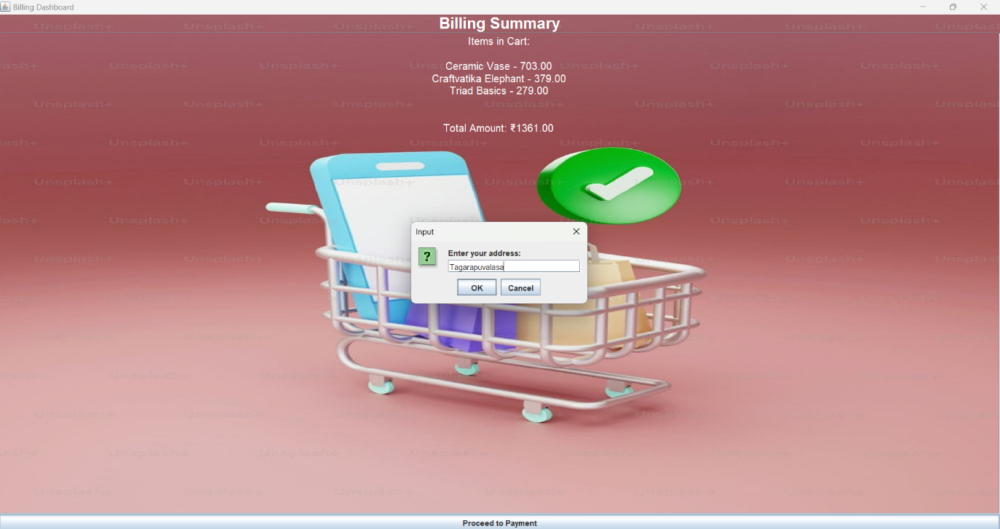 Billing Dashboard
Billing Summary
Items in Cart:
Ceramic Vase - 703.00
Craftvatika Elephant - 379.00
Triad Basics - 279.00
Total Amount: ₹1361.00
Unsplash+
Input
?
Enter your address:
Tagarapuvalasa
OK Cancel
Proceed to Payment